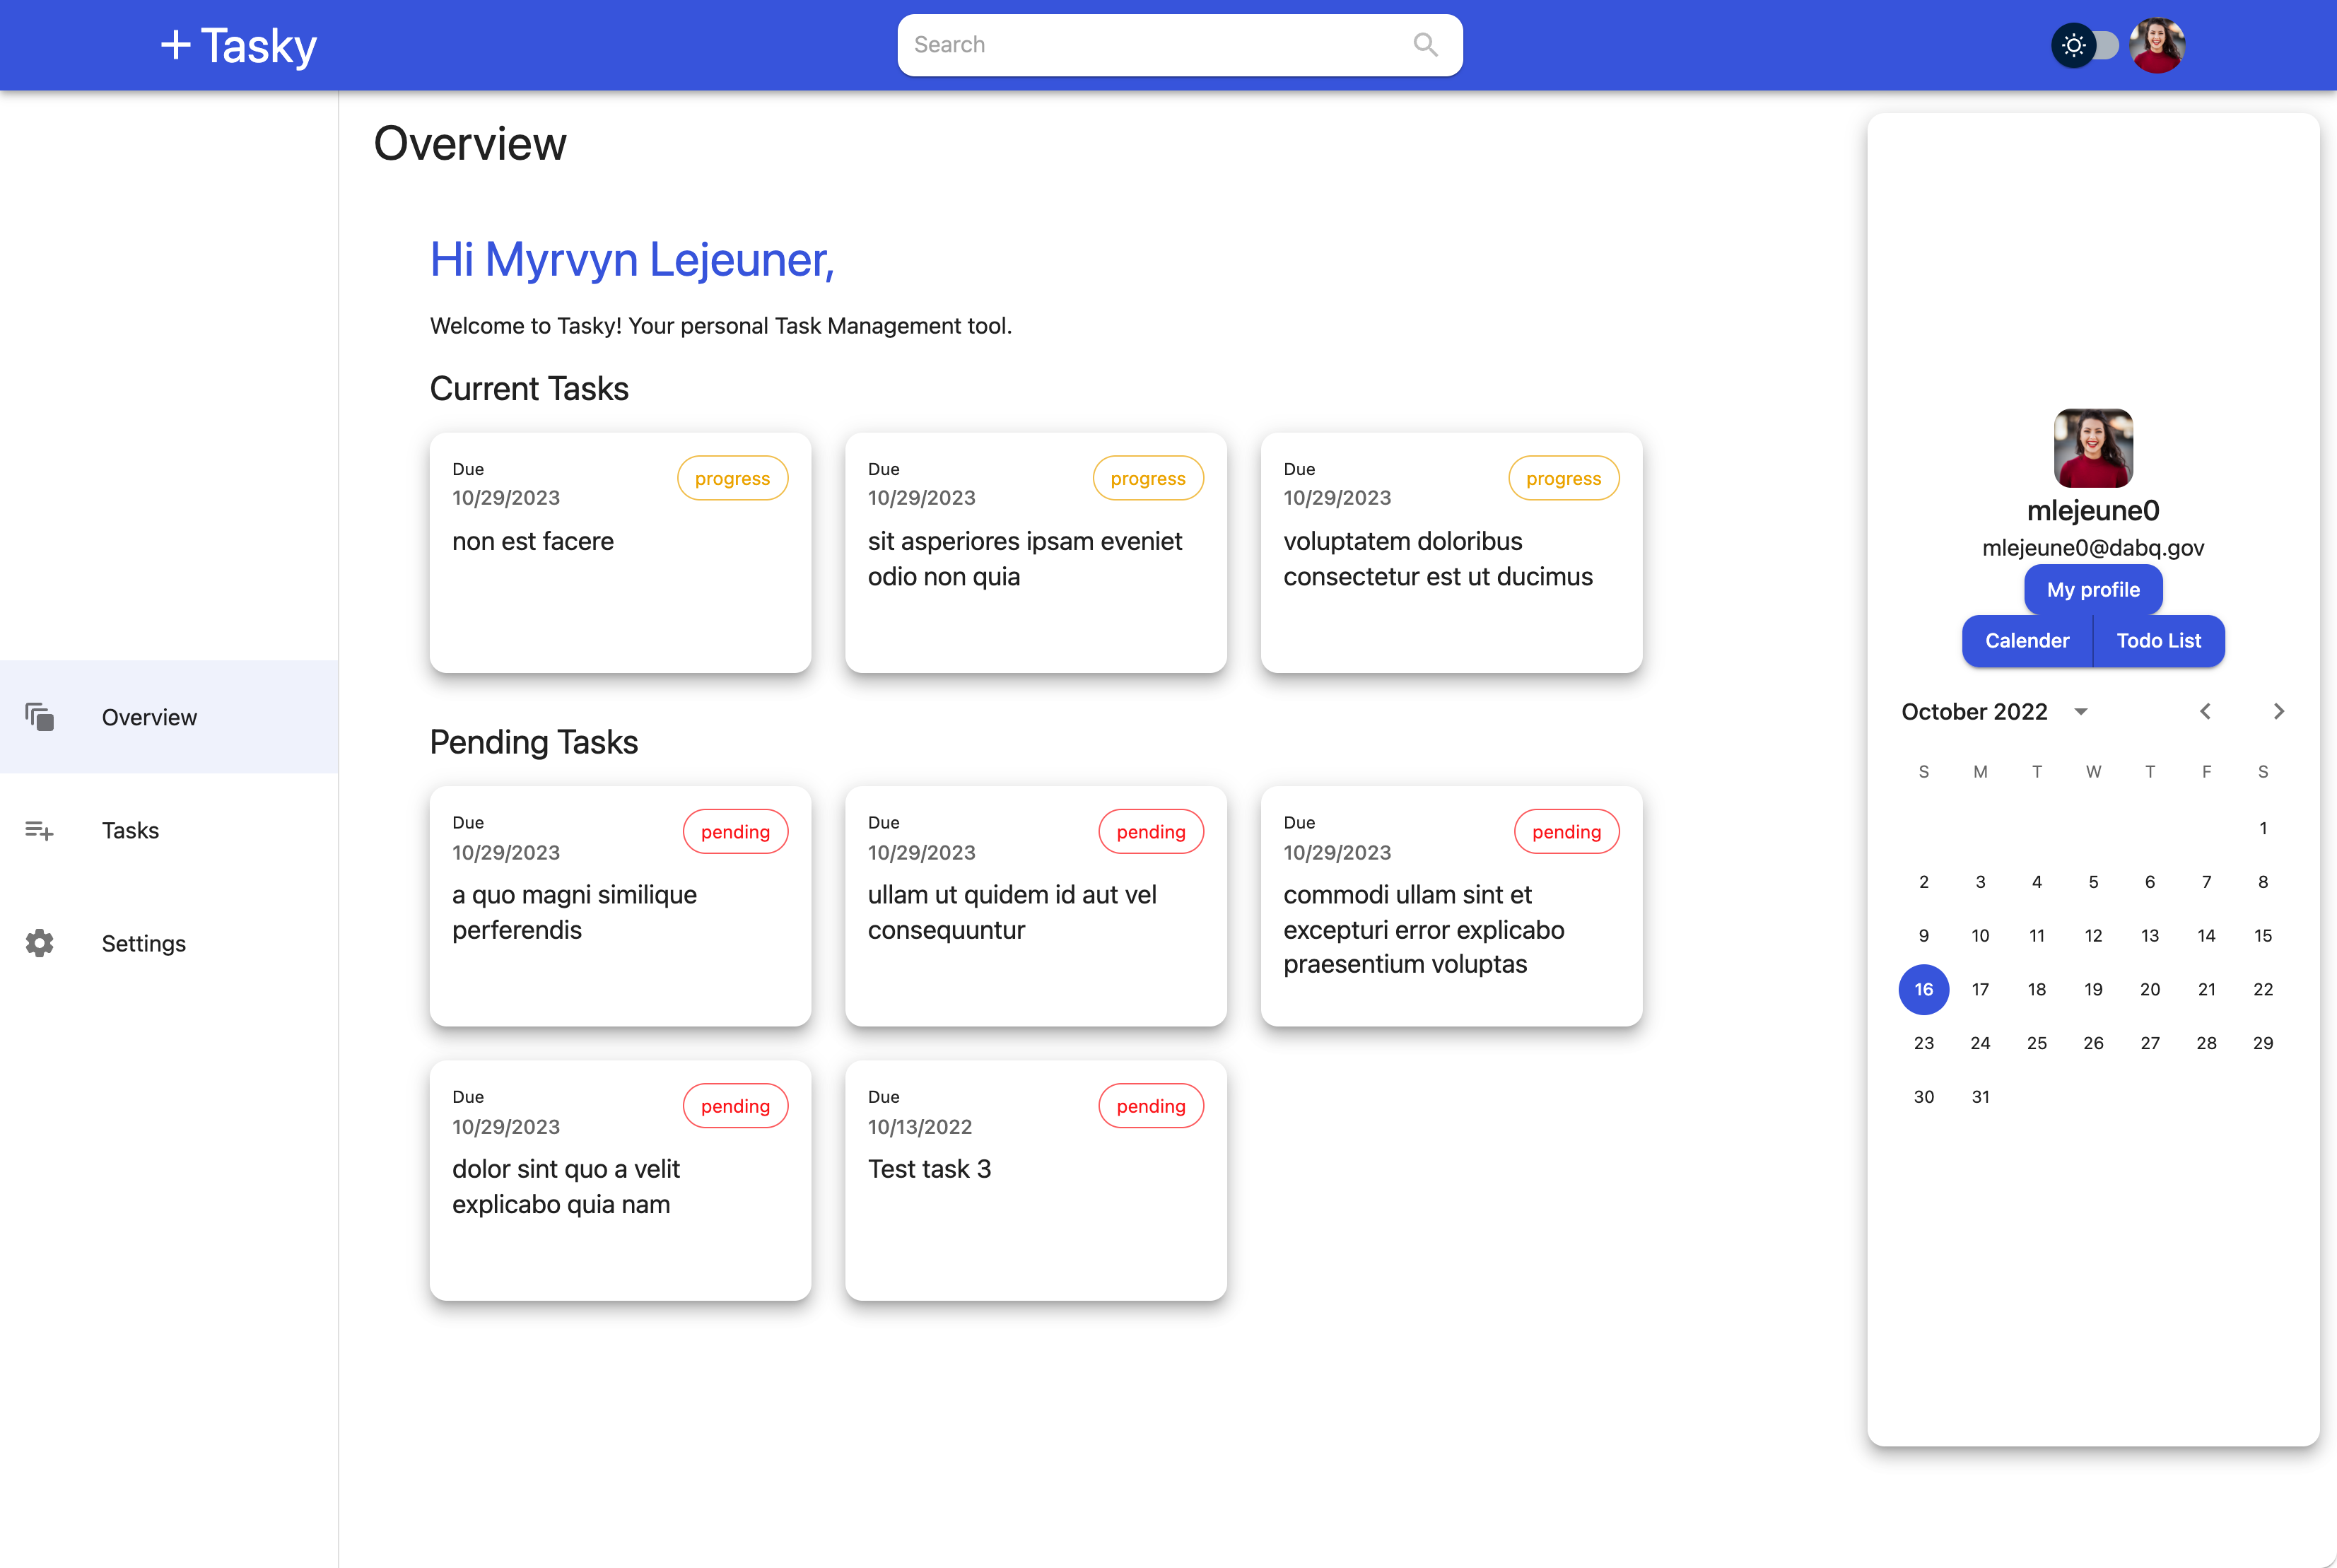 + Tasky
Search
Overview
Tasks
Settings
Overview
Hi Myrvyn Lejeuner,
Welcome to Tasky! Your personal Task Management tool.
Current Tasks
Due
10/29/2023
progress
non est facere
Due
10/29/2023
progress
sit asperiores ipsam eveniet
odio non quia
Due
10/29/2023
progress
voluptatem doloribus
consectetur est ut ducimus
Pending Tasks
Due
10/29/2023
pending
a quo magni similique
perferendis
Due
10/29/2023
pending
ullam ut quidem id aut vel
consequuntur
Due
10/29/2023
pending
commodi ullam sint et
excepturi error explicabo
praesentium voluptas
Due
10/29/2023
pending
dolor sint quo a velit
explicabo quia nam
Due
10/13/2022
pending
Test task 3
mlejeune0
mlejeune0@dabq.gov
My profile
Calender Todo List
October 2022
S M T W T F S
1
2 3 4 5 6 7 8
9 10 11 12 13 14 15
16 17 18 19 20 21 22
23 24 25 26 27 28 29
30 31